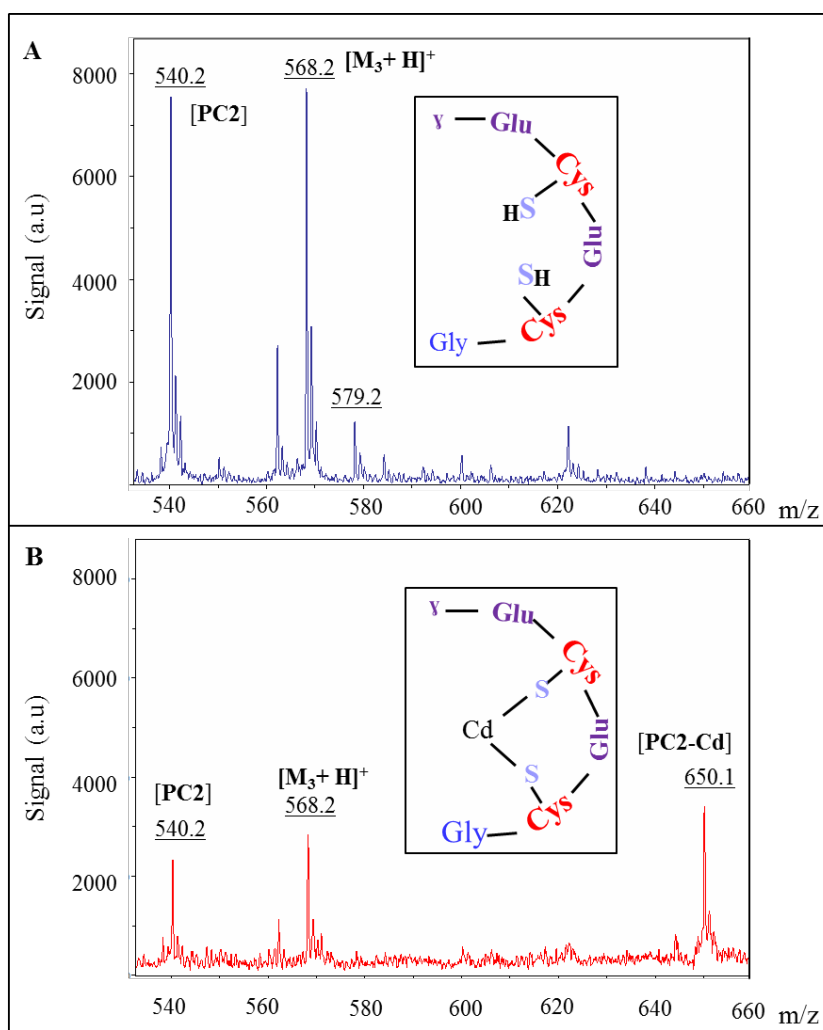 A
8000
6000
4000
2000
Signal (a.u)
540.2
[PC2]
568.2
[M3+ H]+
579.2
ɣ
Glu
Cys
HS
Glu
SH
Cys
Gly
540
560
580
600
620
640
660
m/z
B
8000
6000
4000
2000
Signal (a.u)
[PC2]
540.2
[M3+ H]+
568.2
ɣ
Glu
Cys
S
Cd
Glu
S
Cys
Gly
[PC2-Cd]
650.1
540
560
580
600
620
640
660
m/z